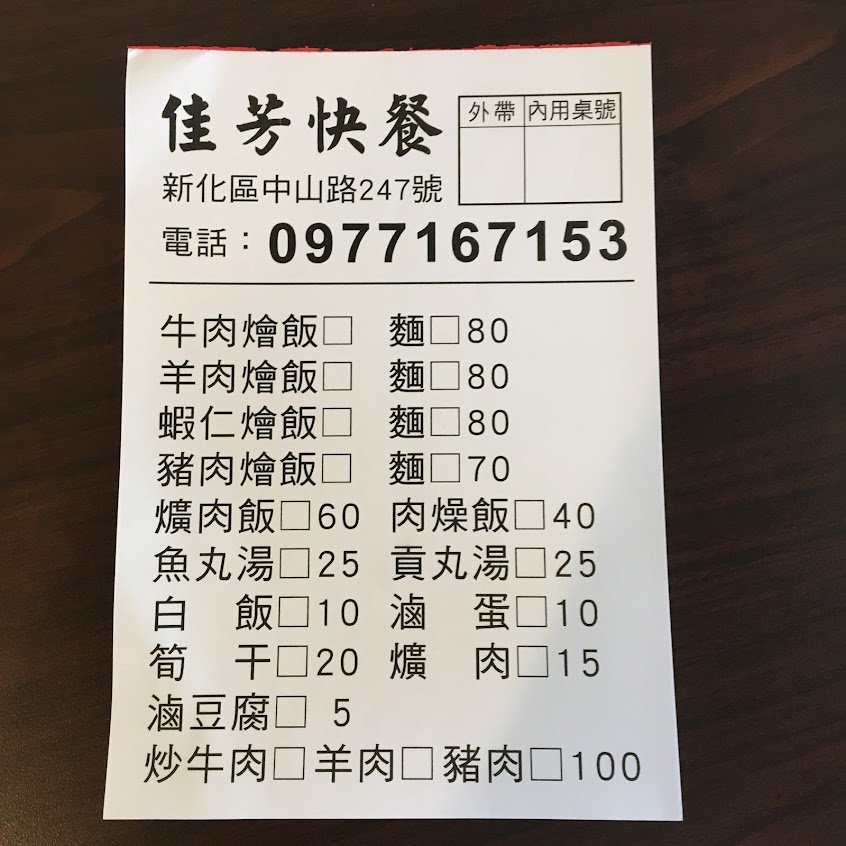 佳芳快餐
外帶 內用桌號
新化區中山路247號
電話：0977167153
牛肉燴飯□ 麵□80
羊肉燴飯□ 麵□80
蝦仁燴飯□ 麵□80
豬肉燴飯□ 麵□70
爌肉飯□60 肉燥飯□40
魚丸湯□25 貢丸湯□25
白 飯□10 滷 蛋□10
筍 干□20 爌 肉□15
滷豆腐□ 5
炒牛肉□羊肉□豬肉□100